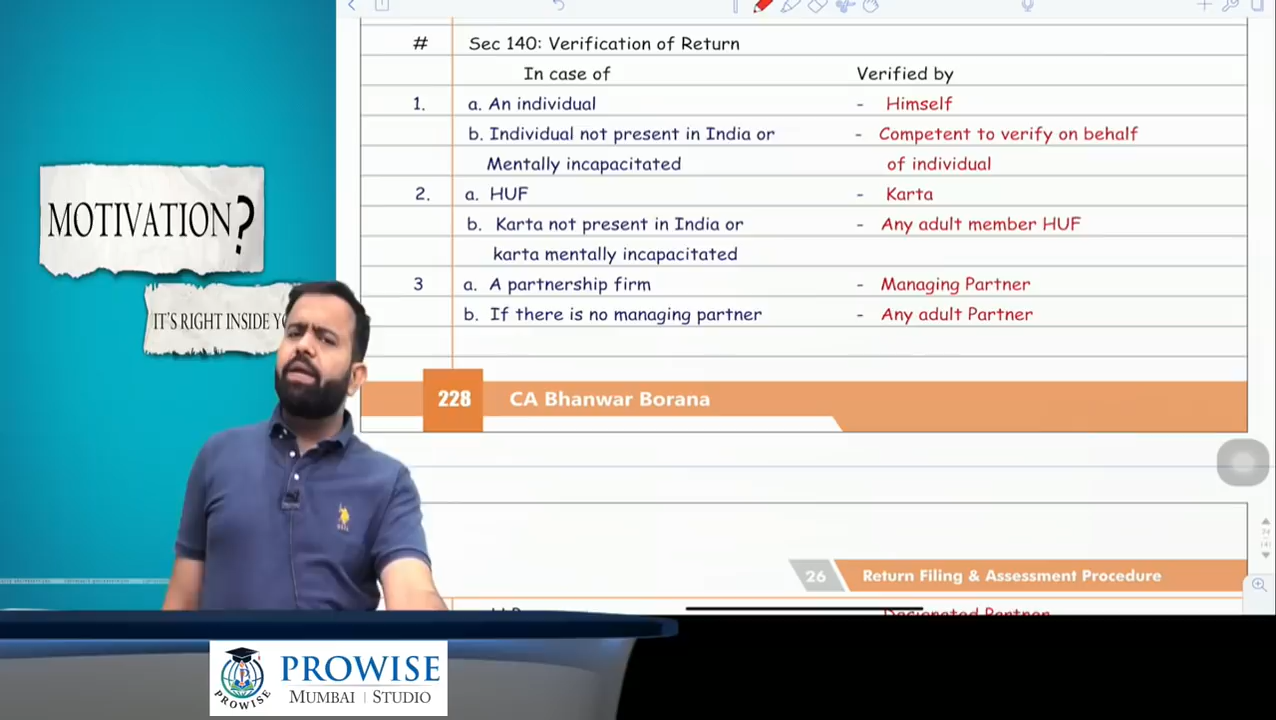 # Sec 140: Verification of Return
In case of Verified by
1. a. An individual - Himself
b. Individual not present in India or - Competent to verify on behalf
Mentally incapacitated of individual
2. a. HUF - Karta
b. Karta not present in India or - Any adult member HUF
karta mentally incapacitated
3 a. A partnership firm - Managing Partner
b. If there is no managing partner - Any adult Partner
228 CA Bhanwar Borana
26 Return Filing & Assessment Procedure
Designated Partner
MOTIVATION?
IT'S RIGHT INSIDE
PROWISE
PROWISE
MUMBAI | STUDIO